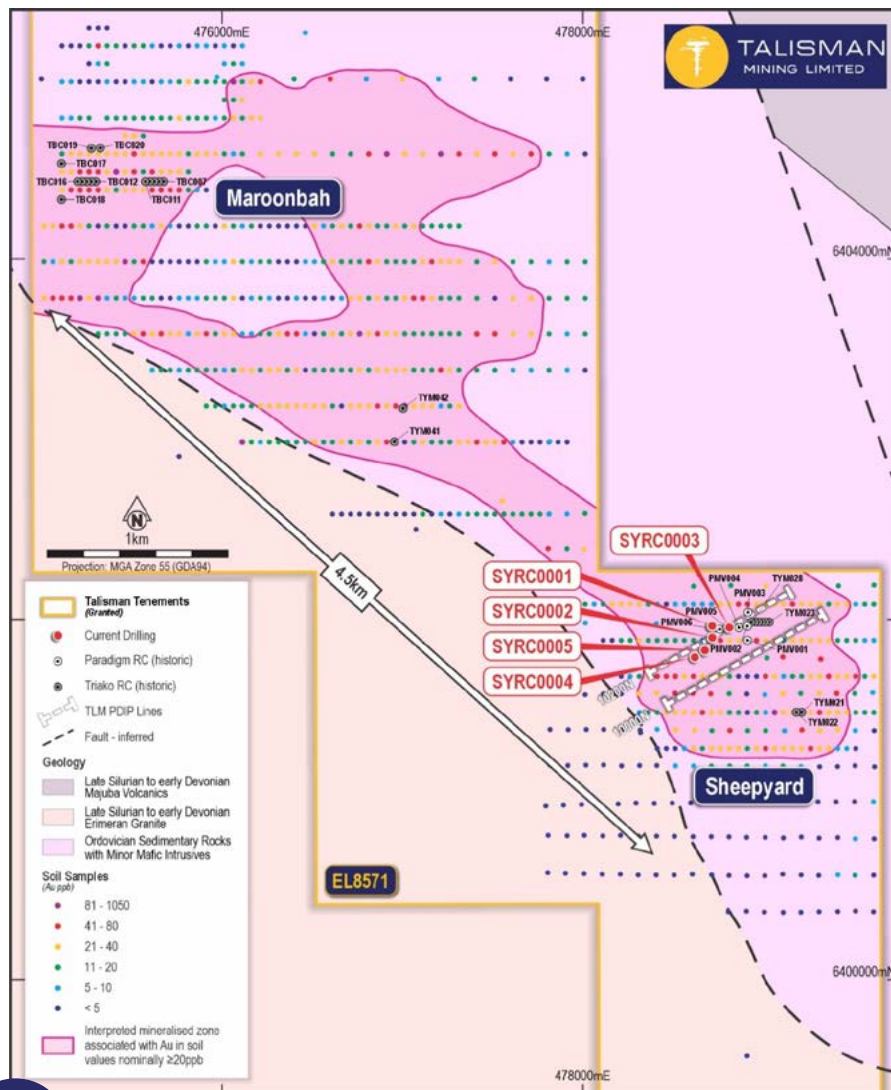 476000mE
478000mE
TALISMAN
MINING LIMITED
TBC019
TBC020
TBC017
TBC016
TBC012
TBC007
TBC018
TBC011
Maroonbah
6404000mN
TYM042
TYM041
N
1km
Projection: MGA Zone 55 (GDA94)
4.5km
SYRC0003
SYRC0001
SYRC0002
SYRC0005
SYRC0004
PMV004
TYM028
PMV003
PMV005
TYM023
PMV006
PMV002
PMV001
10200N
TYM021
TYM022
Sheepyard
Talisman Tenements
(Granted)
Current Drilling
Paradigm RC (historic)
Triako RC (historic)
TLM PDIP Lines
Fault - inferred
Geology
Late Silurian to early Devonian
Majuba Volcanics
Late Silurian to early Devonian
Erimeran Granite
Ordovician Sedimentary Rocks
with Minor Mafic Intrusives
Soil Samples
(Au ppb)
81 - 1050
41 - 80
21 - 40
11 - 20
5 - 10
< 5
Interpreted mineralised zone
associated with Au in soil
values nominally ≥20ppb
EL8571
6400000mN
478000mE